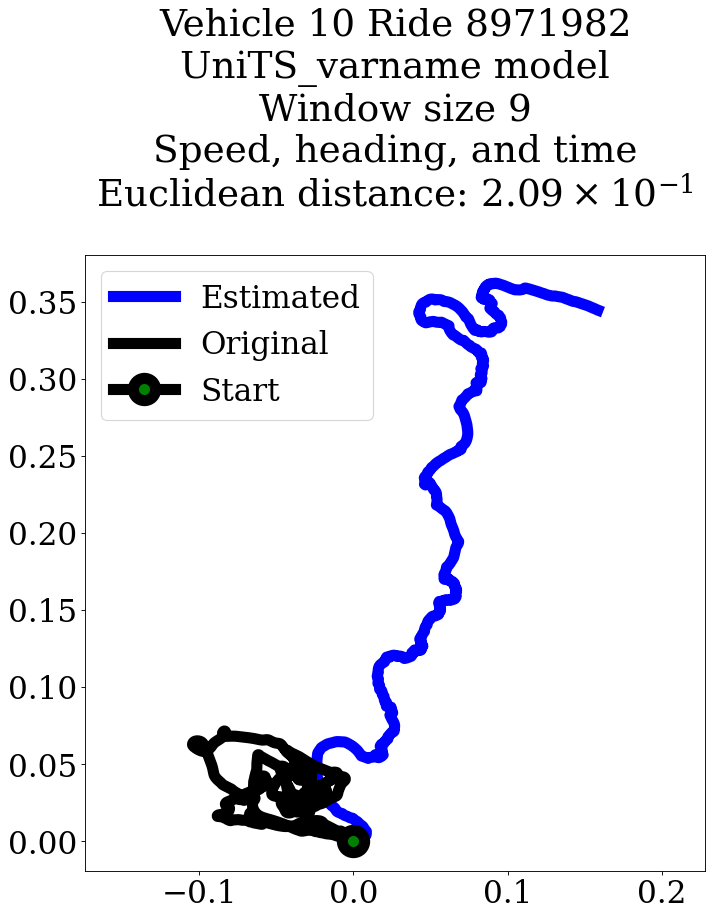 Vehicle 10 Ride 8971982
UniTS_varname model
Window size 9
Speed, heading, and time
Euclidean distance: 2.09 × 10⁻¹
Estimated
Original
Start
0.35
0.30
0.25
0.20
0.15
0.10
0.05
0.00
−0.1
0.0
0.1
0.2